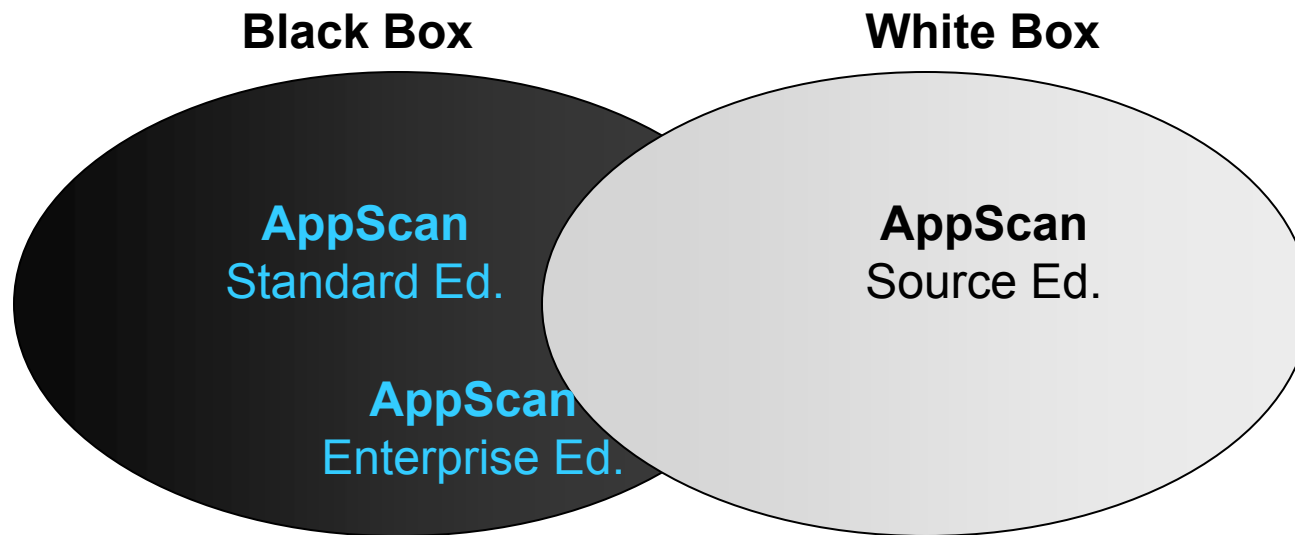 Black Box
White Box
AppScan
Standard Ed.
AppScan
Source Ed.
AppScan
Enterprise Ed.